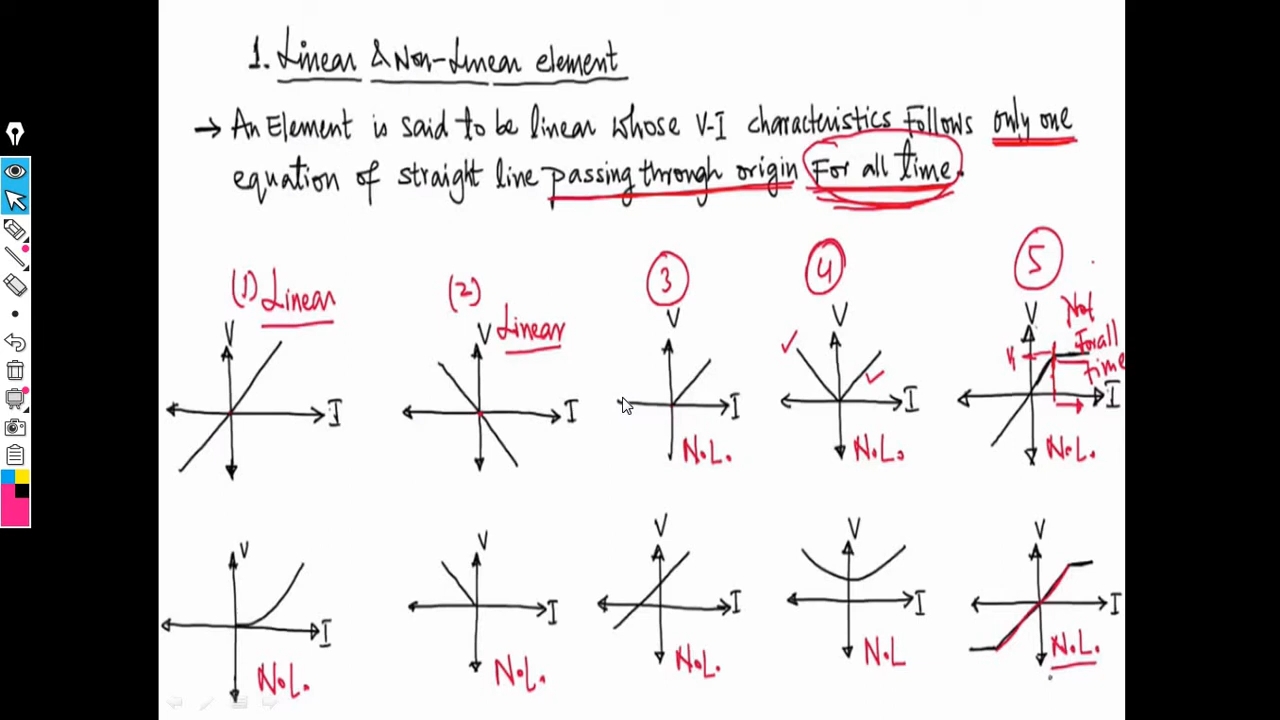 1. Linear & Non-Linear element
→ An Element is said to be linear whose V-I characteristics Follows only one
equation of straight line passing through origin For all time.
(1) Linear
(2) Linear
3
4
5
V
V
V
V
V
Not
For all
time
V₁
I
I
I
I
I
N.L.
N.L.
N.L.
V
V
V
V
V
I
I
I
I
I
N.L.
N.L.
N.L.
N.L
N.L.